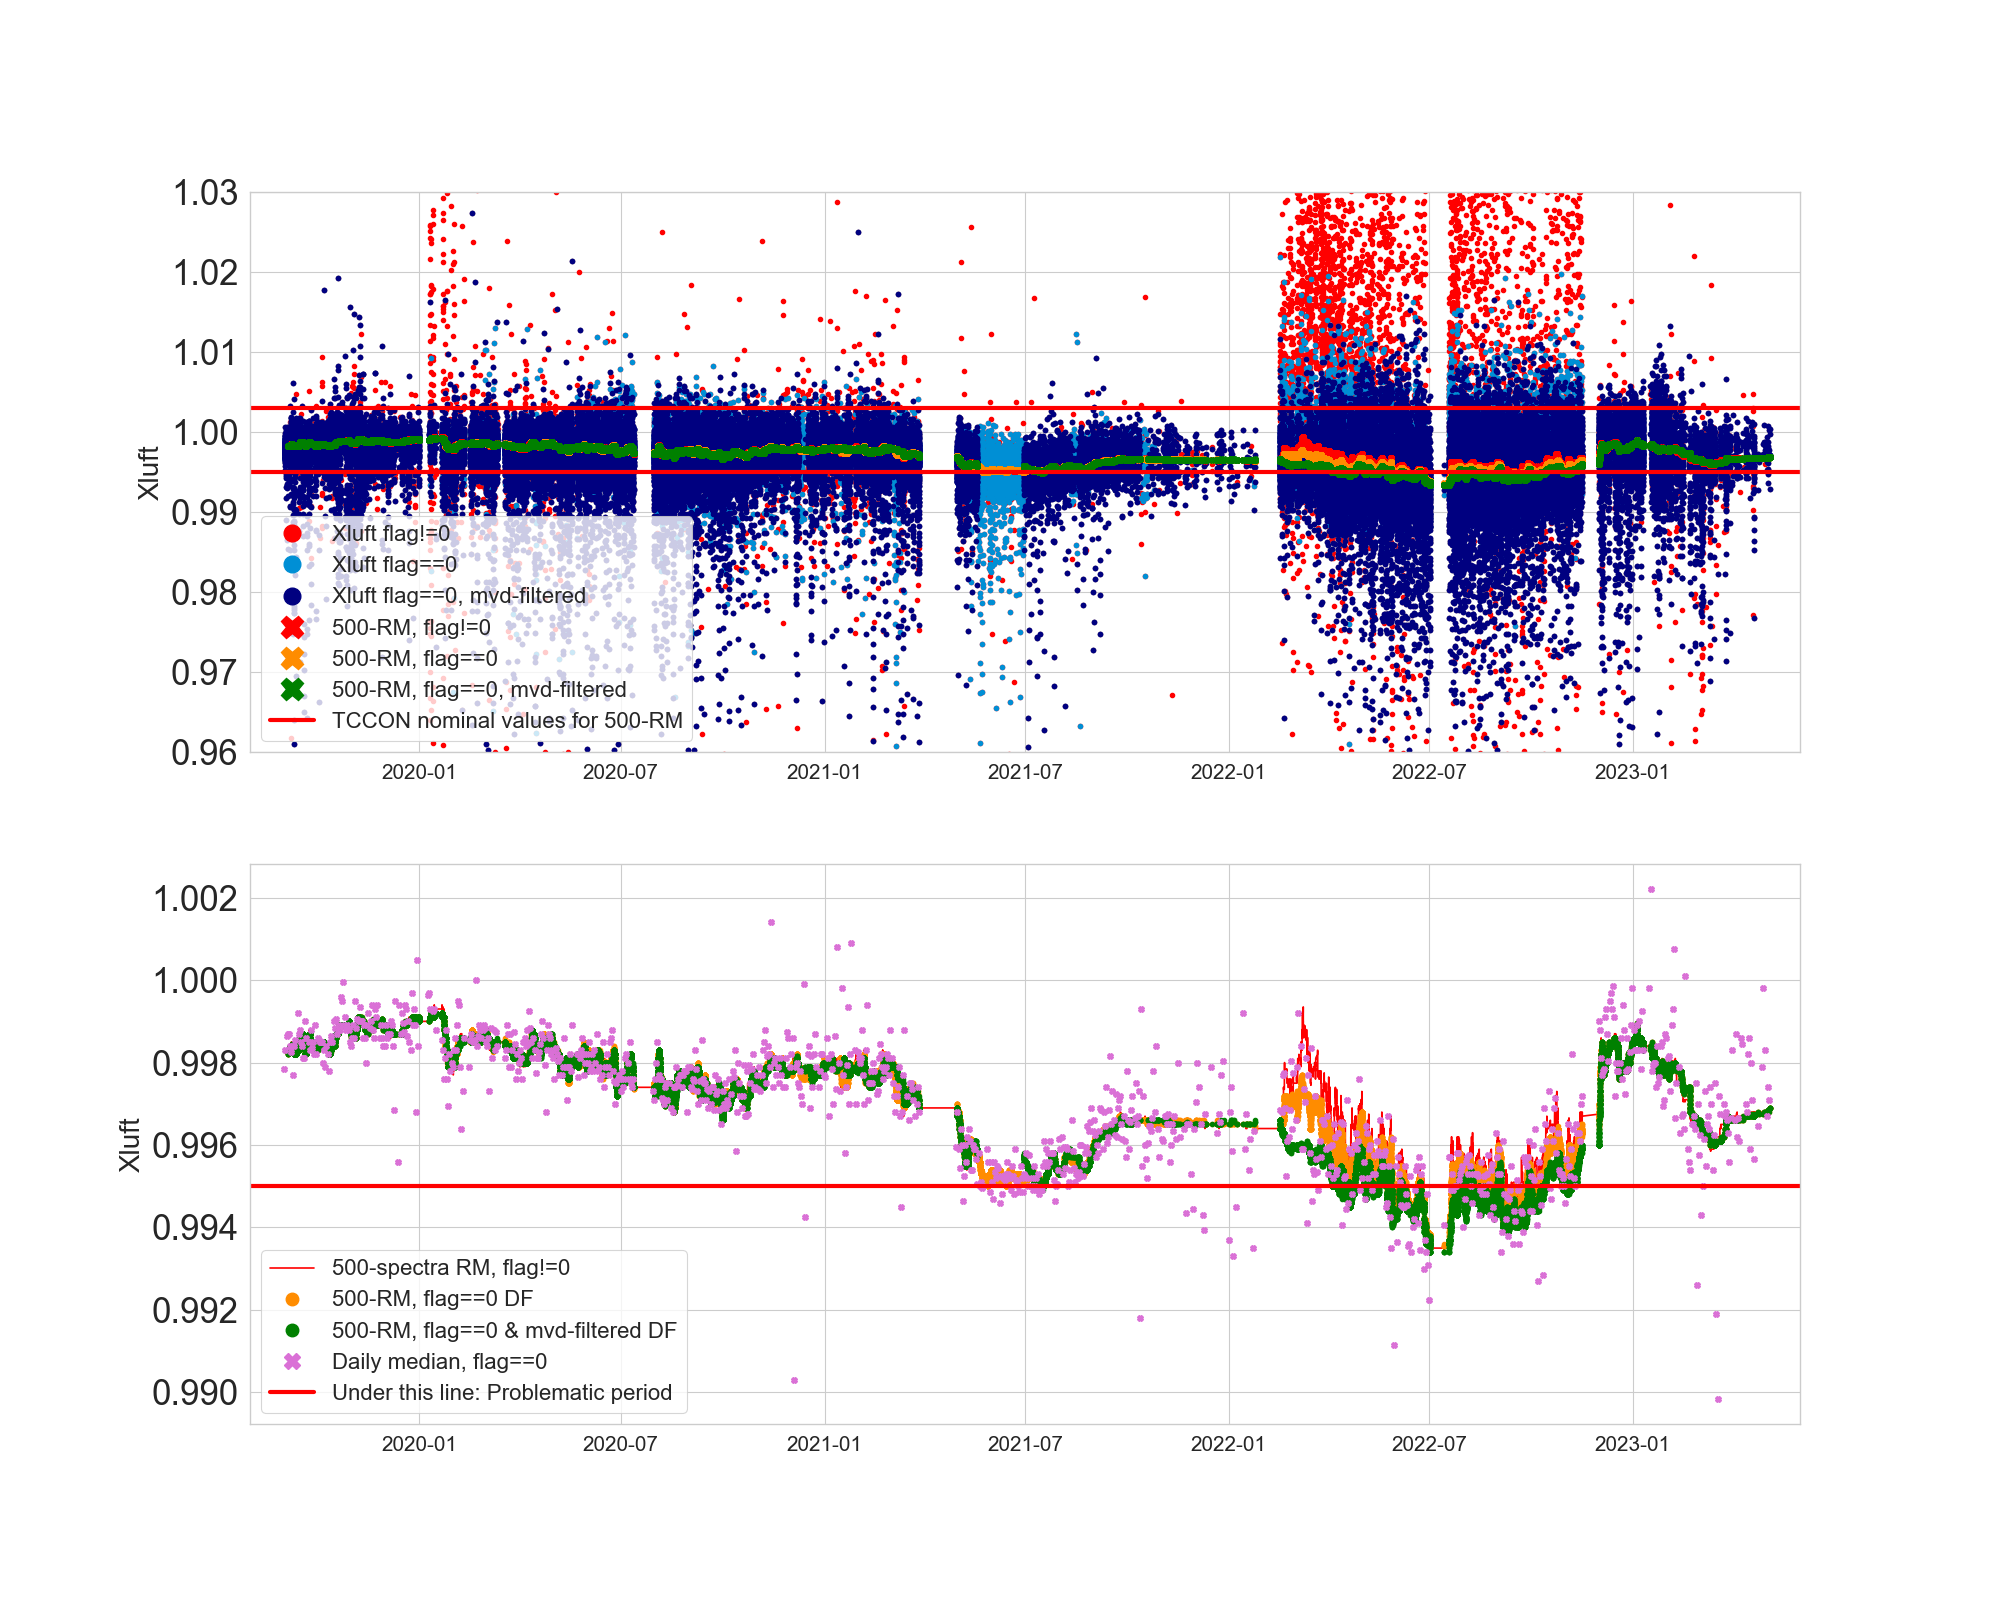 1.03
1.02
1.01
1.00
0.99
0.98
0.97
0.96
Xluft
Xluft flag!=0
Xluft flag==0
Xluft flag==0, mvd-filtered
500-RM, flag!=0
500-RM, flag==0
500-RM, flag==0, mvd-filtered
TCCON nominal values for 500-RM
2020-01 2020-07 2021-01 2021-07 2022-01 2022-07 2023-01
1.002
1.000
0.998
0.996
0.994
0.992
0.990
Xluft
500-spectra RM, flag!=0
500-RM, flag==0 DF
500-RM, flag==0 & mvd-filtered DF
Daily median, flag==0
Under this line: Problematic period
2020-01 2020-07 2021-01 2021-07 2022-01 2022-07 2023-01